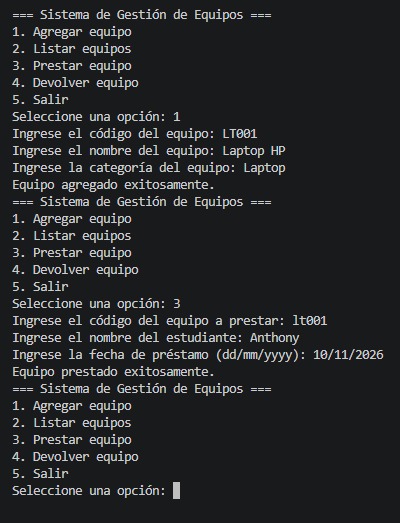 === Sistema de Gestión de Equipos ===
1. Agregar equipo
2. Listar equipos
3. Prestar equipo
4. Devolver equipo
5. Salir
Seleccione una opción: 1
Ingrese el código del equipo: LT001
Ingrese el nombre del equipo: Laptop HP
Ingrese la categoría del equipo: Laptop
Equipo agregado exitosamente.
=== Sistema de Gestión de Equipos ===
1. Agregar equipo
2. Listar equipos
3. Prestar equipo
4. Devolver equipo
5. Salir
Seleccione una opción: 3
Ingrese el código del equipo a prestar: lt001
Ingrese el nombre del estudiante: Anthony
Ingrese la fecha de préstamo (dd/mm/yyyy): 10/11/2026
Equipo prestado exitosamente.
=== Sistema de Gestión de Equipos ===
1. Agregar equipo
2. Listar equipos
3. Prestar equipo
4. Devolver equipo
5. Salir
Seleccione una opción: